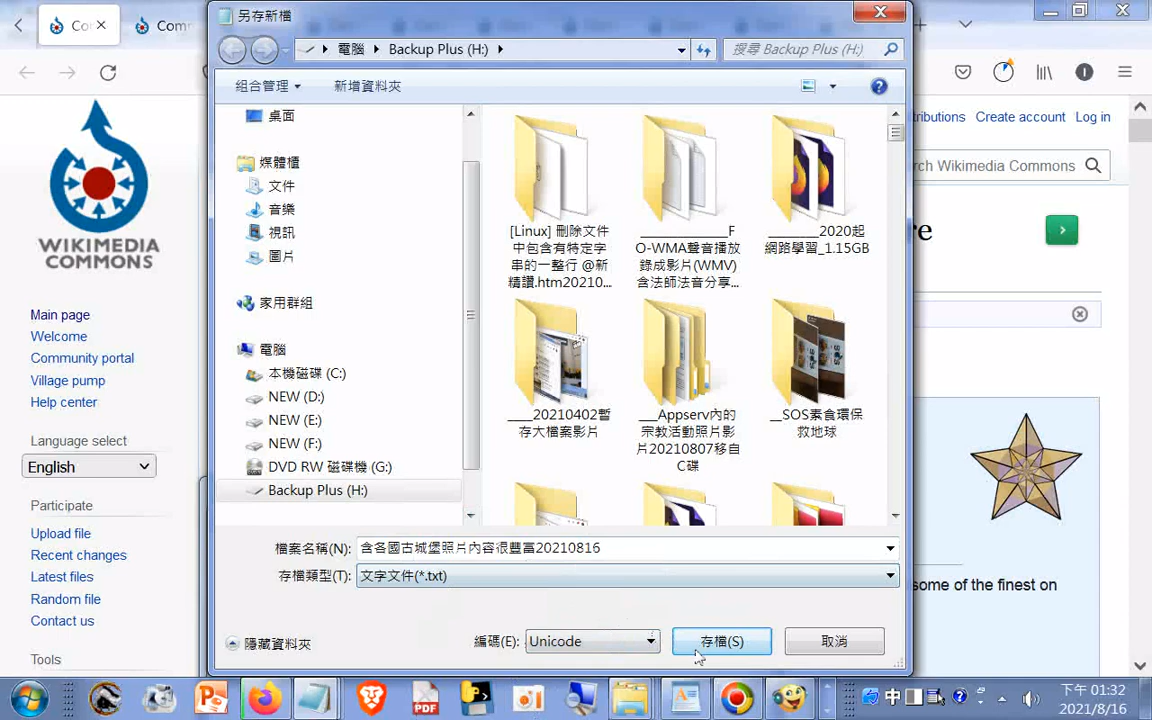 另存新檔
Co
Comm
電腦
Backup Plus (H:)
搜尋 Backup Plus (H:)
組合管理
新增資料夾
桌面
媒體櫃
文件
音樂
視訊
圖片
家用群組
電腦
本機磁碟 (C:)
NEW (D:)
NEW (E:)
NEW (F:)
DVD RW 磁碟機 (G:)
Backup Plus (H:)
[Linux] 刪除文件
中包含有特定字
串的一整行 @新
精讚.htm20210...
____________F
O-WMA聲音播放
錄成影片(WMV)
含法師法音分享...
________2020起
網路學習_1.15GB
____20210402暫
存大檔案影片
___Appserv內的
宗教活動照片影
片20210807移自
C碟
__SOS素食環保
救地球
檔案名稱(N):
含各國古城堡照片內容很豐富20210816
存檔類型(T):
文字文件(*.txt)
隱藏資料夾
編碼(E):
Unicode
存檔(S)
取消
WIKIMEDIA
COMMONS
Main page
Welcome
Community portal
Village pump
Help center
Language select
English
Participate
Upload file
Recent changes
Latest files
Random file
Contact us
Tools
ributions
Create account
Log in
rch Wikimedia Commons
re
some of the finest on
PDF
中
下午 01:32
2021/8/16